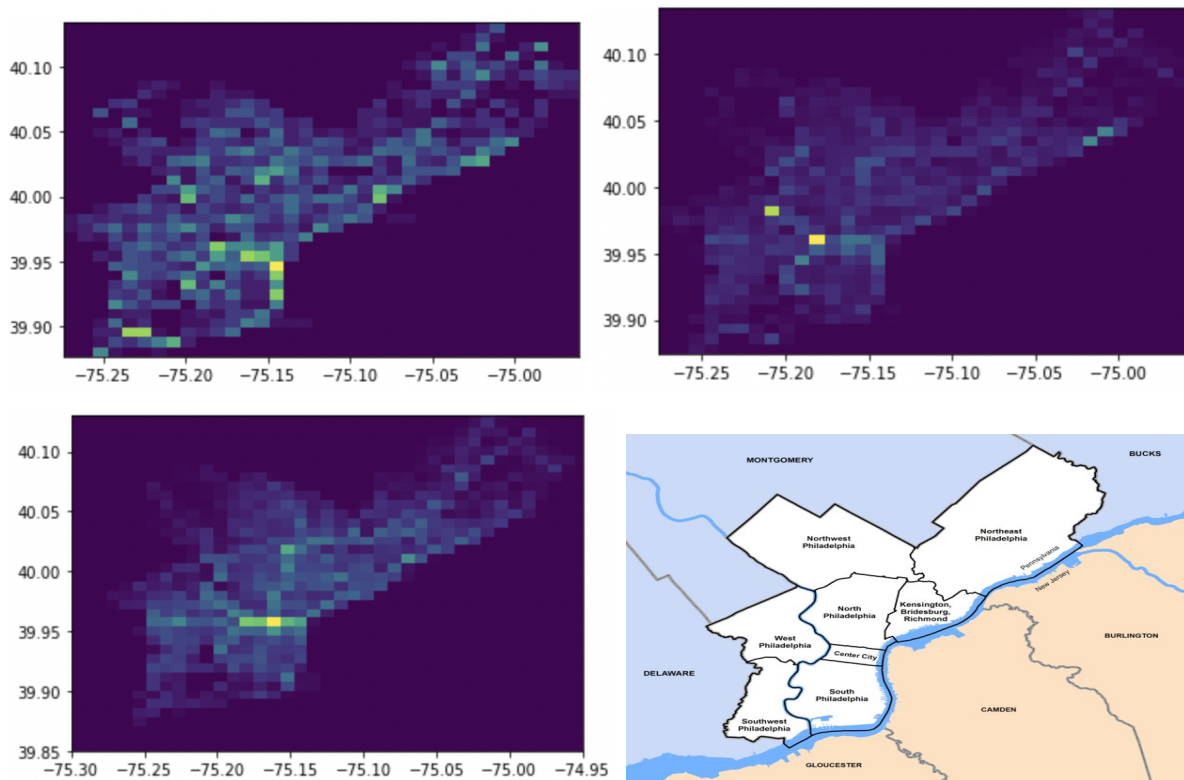 40.10
40.05
40.00
39.95
39.90
−75.25 −75.20 −75.15 −75.10 −75.05 −75.00
40.10
40.05
40.00
39.95
39.90
−75.25 −75.20 −75.15 −75.10 −75.05 −75.00
40.10
40.05
40.00
39.95
39.90
39.85
−75.30 −75.25 −75.20 −75.15 −75.10 −75.05 −75.00 −74.95
MONTGOMERY
BUCKS
Northwest
Philadelphia
Northeast
Philadelphia
Pennsylvania
New Jersey
North
Philadelphia
Kensington,
Bridesburg,
Richmond
West
Philadelphia
Center City
BURLINGTON
DELAWARE
South
Philadelphia
CAMDEN
Southwest
Philadelphia
GLOUCESTER